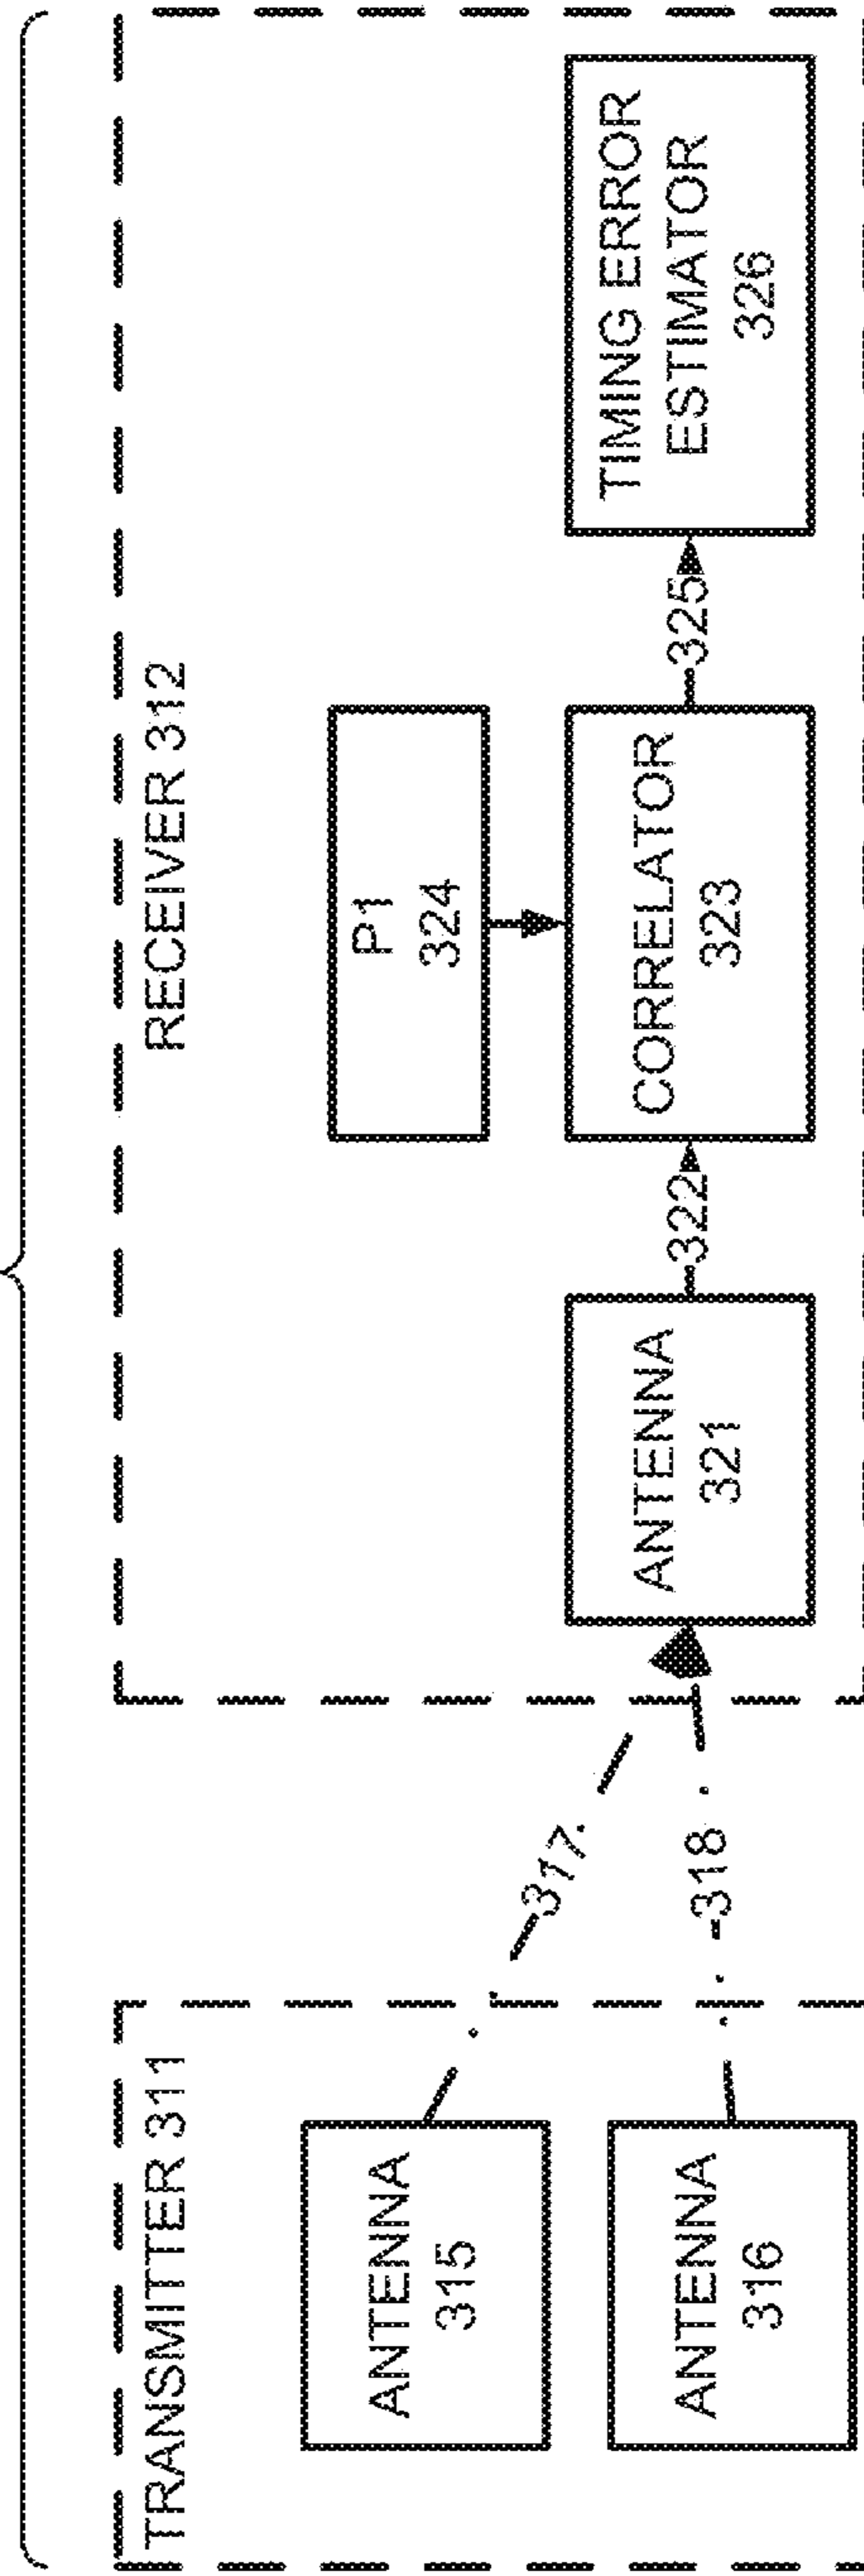 TRANSMITTER 311
ANTENNA
315
ANTENNA
316
317
318
RECEIVER 312
ANTENNA
321
322
P1
324
CORRELATOR
323
325
TIMING ERROR
ESTIMATOR
326